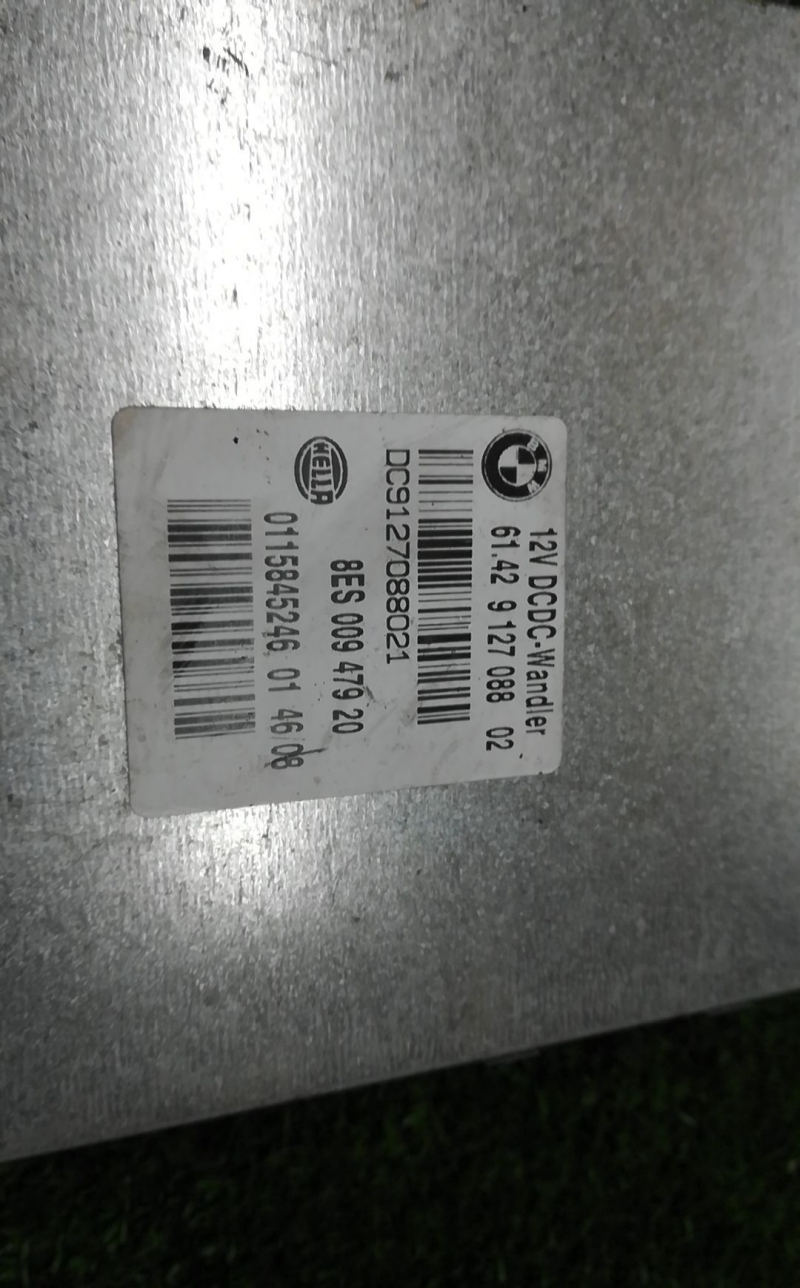 BMW
12V DCDC-Wandler
61.42 9 127 088 02
DC9127088021
HELLA
8ES 009 479 20
0115845246 01 46/08